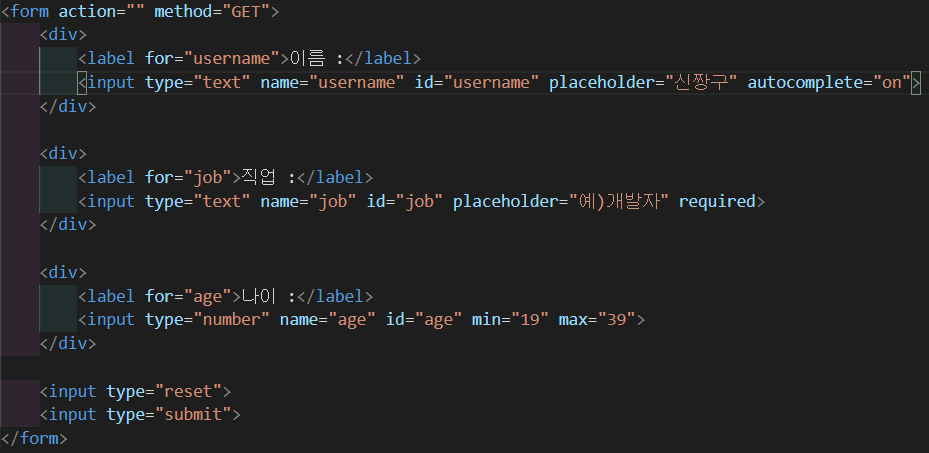 <form action="" method="GET">
<div>
<label for="username">이름 :</label>
<input type="text" name="username" id="username" placeholder="신짱구" autocomplete="on">
</div>
<div>
<label for="job">직업 :</label>
<input type="text" name="job" id="job" placeholder="예)개발자" required>
</div>
<div>
<label for="age">나이 :</label>
<input type="number" name="age" id="age" min="19" max="39">
</div>
<input type="reset">
<input type="submit">
</form>